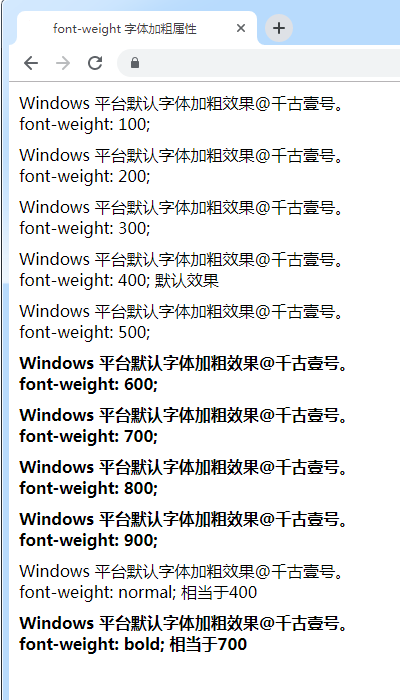 font-weight 字体加粗属性
Windows 平台默认字体加粗效果@千古壹号。
font-weight: 100;
Windows 平台默认字体加粗效果@千古壹号。
font-weight: 200;
Windows 平台默认字体加粗效果@千古壹号。
font-weight: 300;
Windows 平台默认字体加粗效果@千古壹号。
font-weight: 400; 默认效果
Windows 平台默认字体加粗效果@千古壹号。
font-weight: 500;
Windows 平台默认字体加粗效果@千古壹号。
font-weight: 600;
Windows 平台默认字体加粗效果@千古壹号。
font-weight: 700;
Windows 平台默认字体加粗效果@千古壹号。
font-weight: 800;
Windows 平台默认字体加粗效果@千古壹号。
font-weight: 900;
Windows 平台默认字体加粗效果@千古壹号。
font-weight: normal; 相当于400
Windows 平台默认字体加粗效果@千古壹号。
font-weight: bold; 相当于700